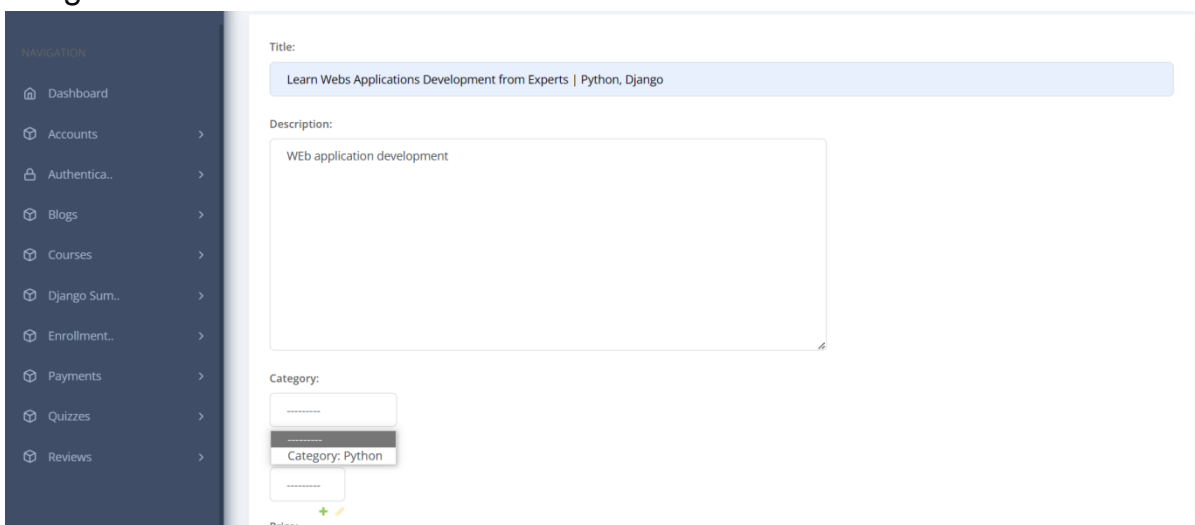 NAVIGATION
Dashboard
Accounts
Authentica..
Blogs
Courses
Django Sum..
Enrollment..
Payments
Quizzes
Reviews
Title:
Learn Webs Applications Development from Experts | Python, Django
Description:
WEb application development
Category:
---------
---------
Category: Python
---------